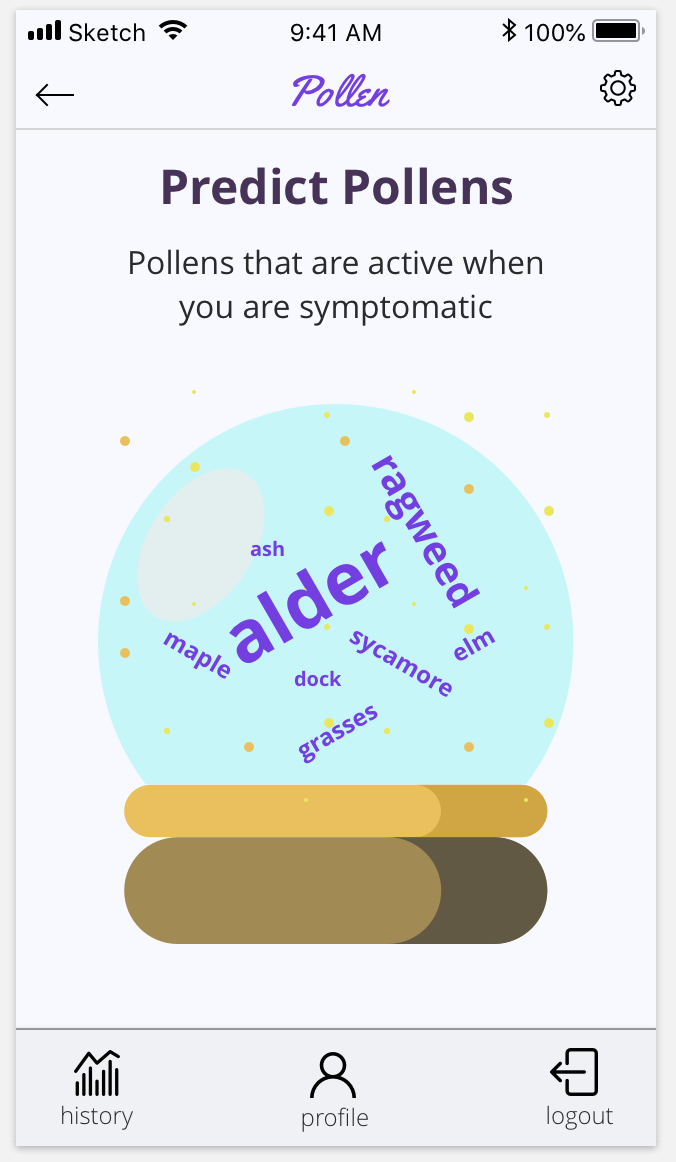 Sketch 9:41 AM 100%
Pollen
Predict Pollens
Pollens that are active when
you are symptomatic
ragweed
ash
alder
maple
sycamore
elm
dock
grasses
history profile logout